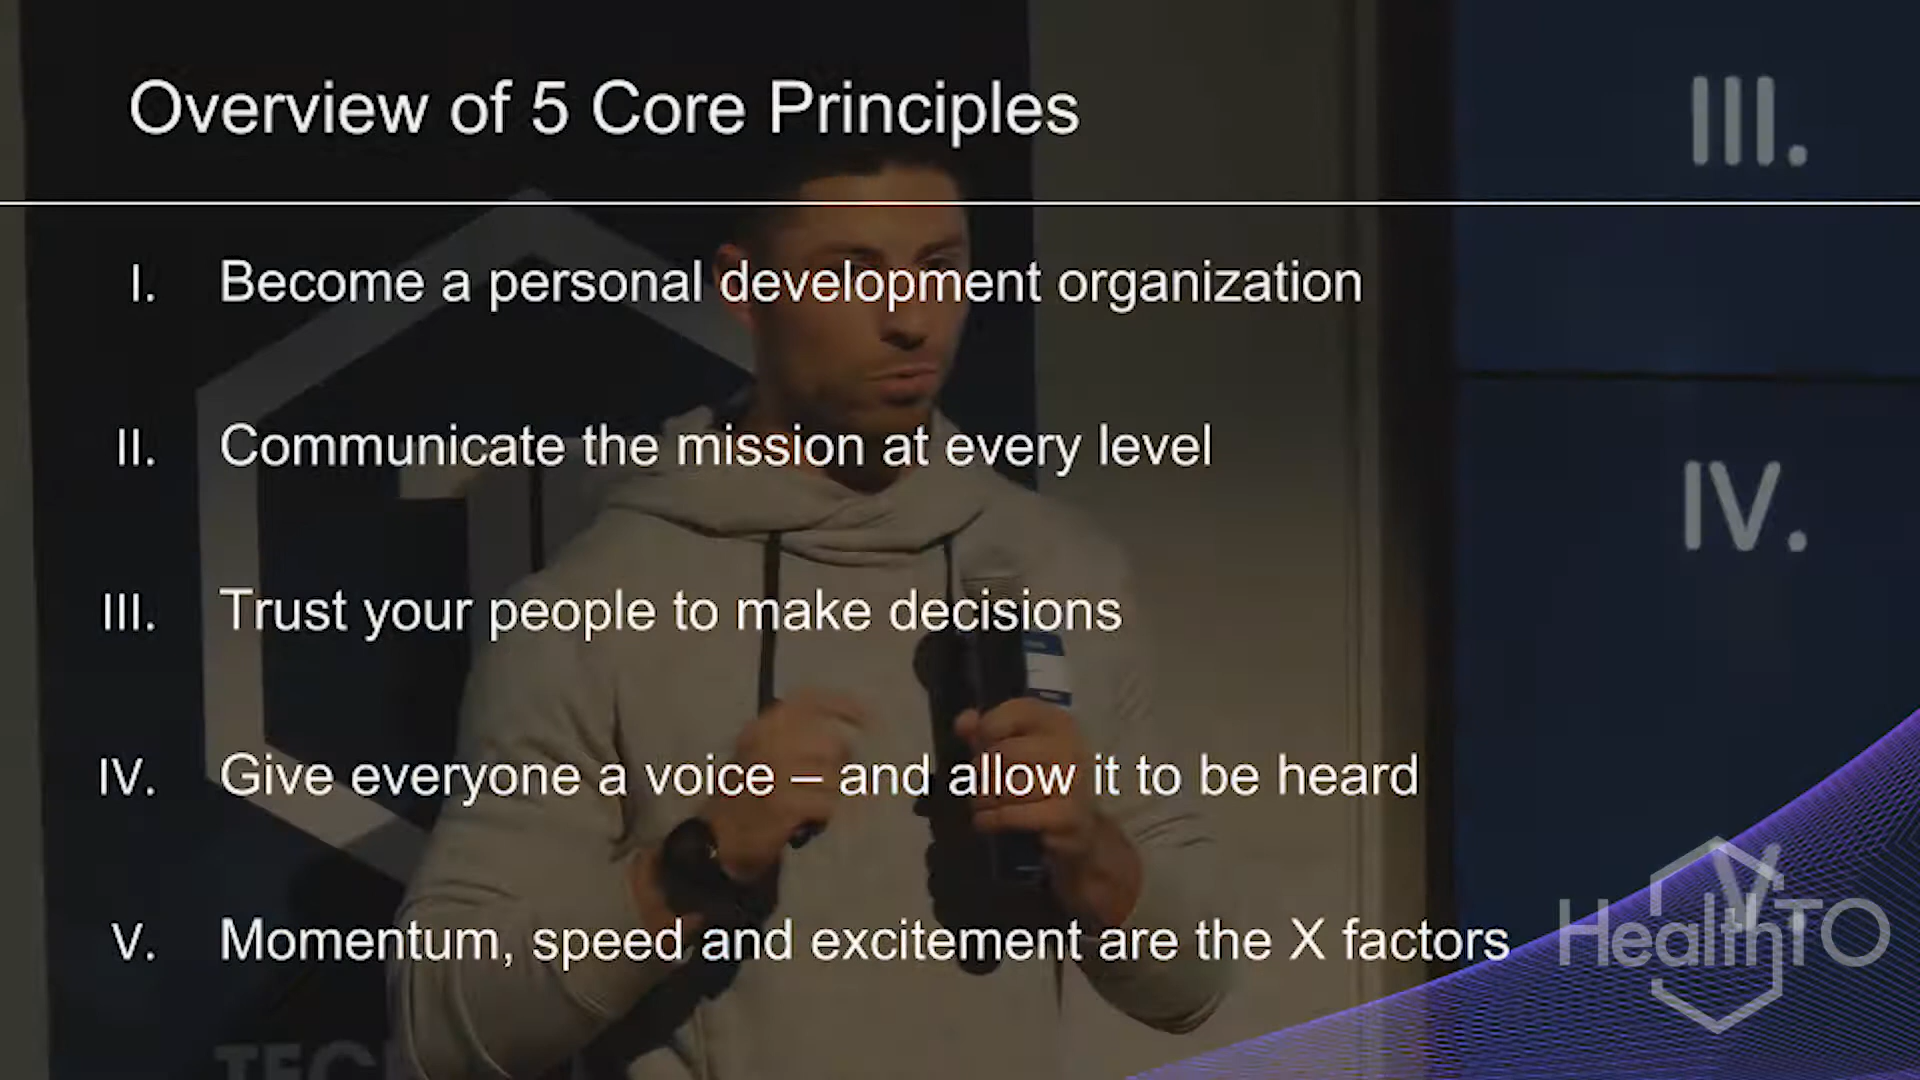 Overview of 5 Core Principles
III.
I. Become a personal development organization
II. Communicate the mission at every level
IV.
III. Trust your people to make decisions
IV. Give everyone a voice – and allow it to be heard
V.
HealthTO
V. Momentum, speed and excitement are the X factors